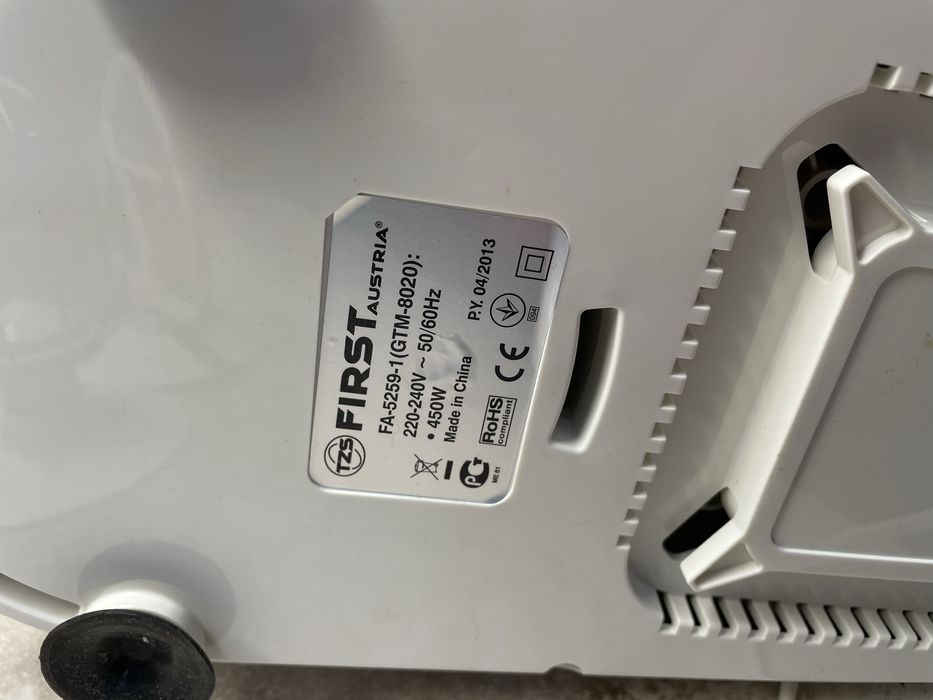 TZS FIRST AUSTRIA®
FA-5259-1(GTM-8020):
220-240V ~ 50/60Hz
• 450W
Made in China P.Y. 04/2013
RoHS
compliant
CE
PCT
ME 61